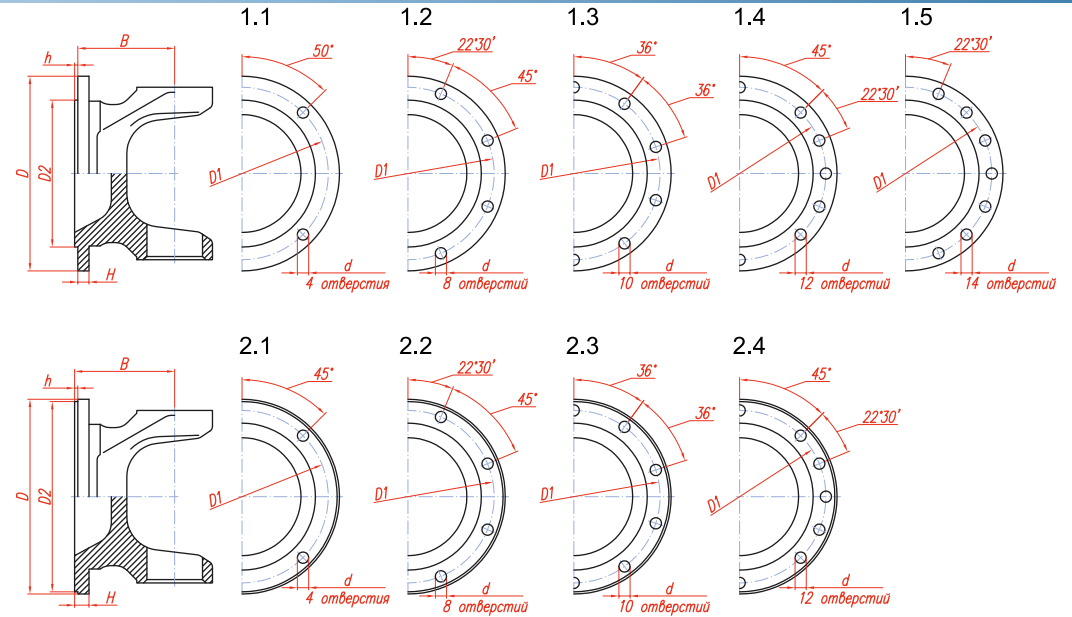 1.1 1.2 1.3 1.4 1.5
B
h
D
D2
H
50°
D1
d
4 отверстия
22°30'
45°
D1
d
8 отверстий
36°
36°
D1
d
10 отверстий
45°
22°30'
D1
d
12 отверстий
22°30'
D1
d
14 отверстий
2.1 2.2 2.3 2.4
B
h
D
D2
H
45°
D1
d
4 отверстия
22°30'
45°
D1
d
8 отверстий
36°
36°
D1
d
10 отверстий
45°
22°30'
D1
d
12 отверстий